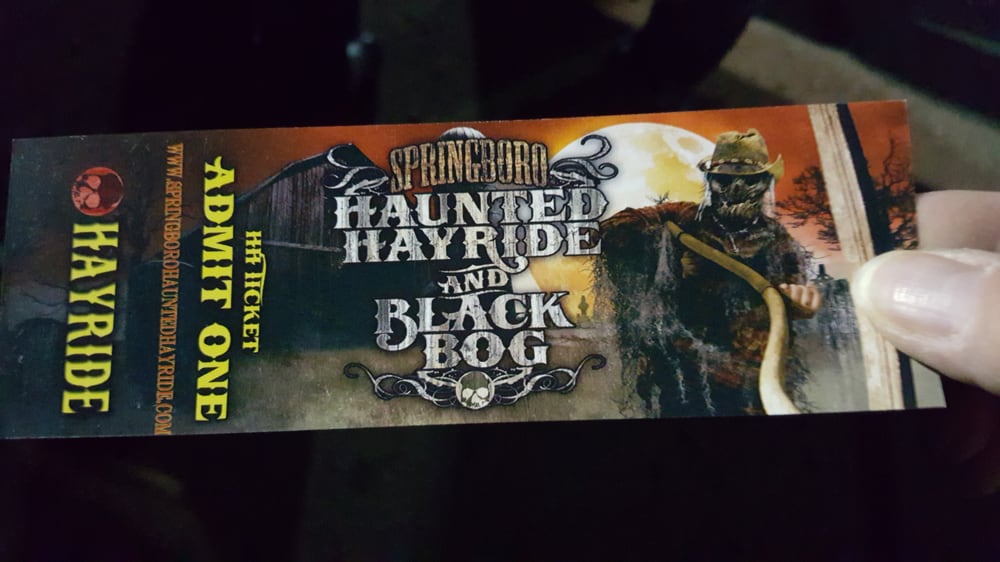 SPRINGBORO
HAUNTED
HAYRIDE
AND
BLACK
BOG
HH TICKET
ADMIT ONE
WWW.SPRINGBOROHAUNTEDHAYRIDE.COM
HAYRIDE